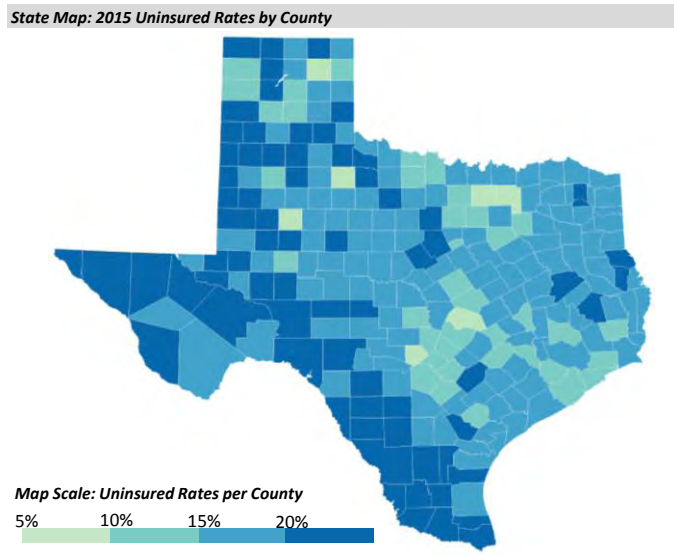 State Map: 2015 Uninsured Rates by County
Map Scale: Uninsured Rates per County
5% 10% 15% 20%